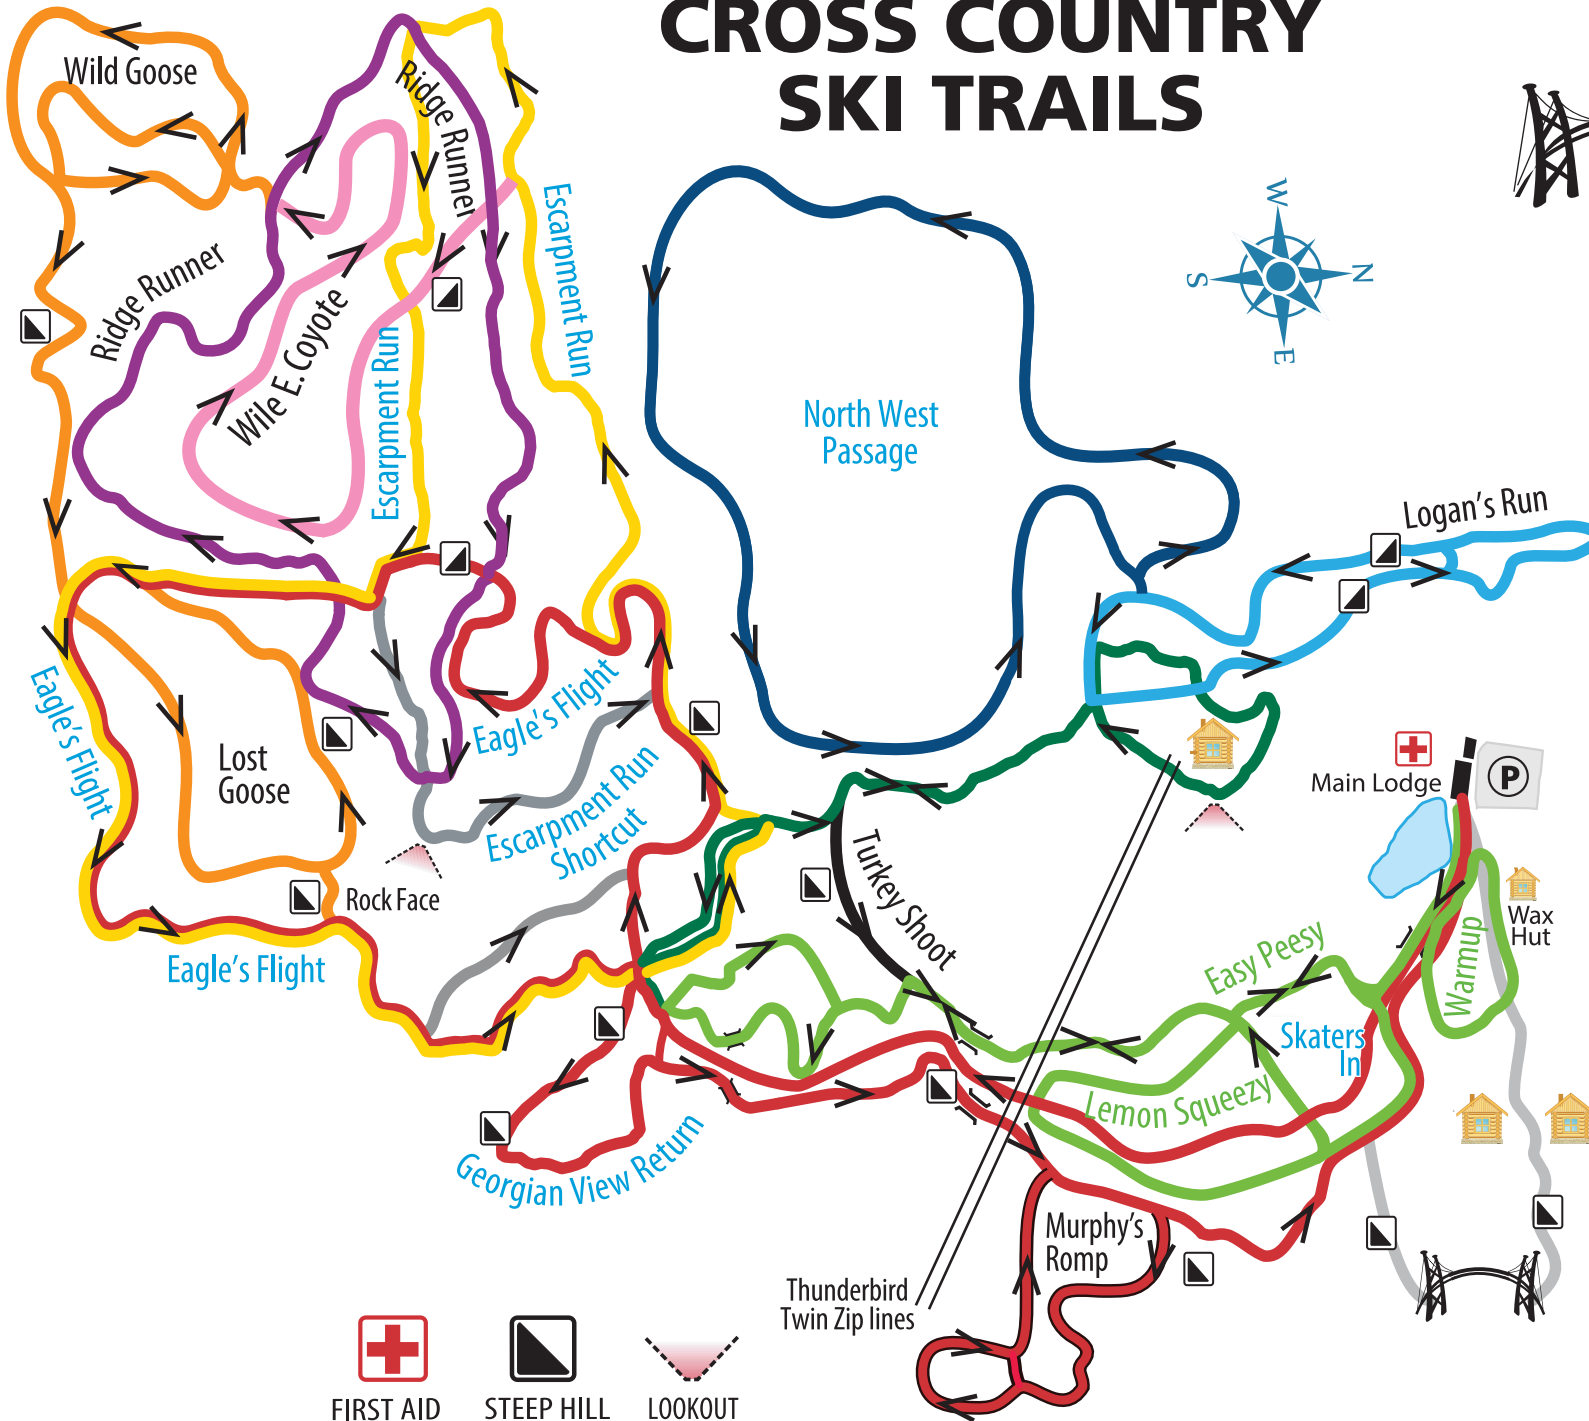 CROSS COUNTRY
SKI TRAILS
Wild Goose
Ridge Runner
Ridge Runner
Wile E. Coyote
Escarpment Run
Escarpment Run
W
S
N
E
North West
Passage
Logan's Run
Eagle's Flight
Eagle's Flight
Lost
Goose
Escarpment Run
Shortcut
Rock Face
Eagle's Flight
Turkey Shoot
Main Lodge
P
Wax
Hut
Warmup
Easy Peesy
Skaters
In
Lemon Squeezy
Georgian View Return
Murphy's
Romp
Thunderbird
Twin Zip lines
FIRST AID
STEEP HILL
LOOKOUT